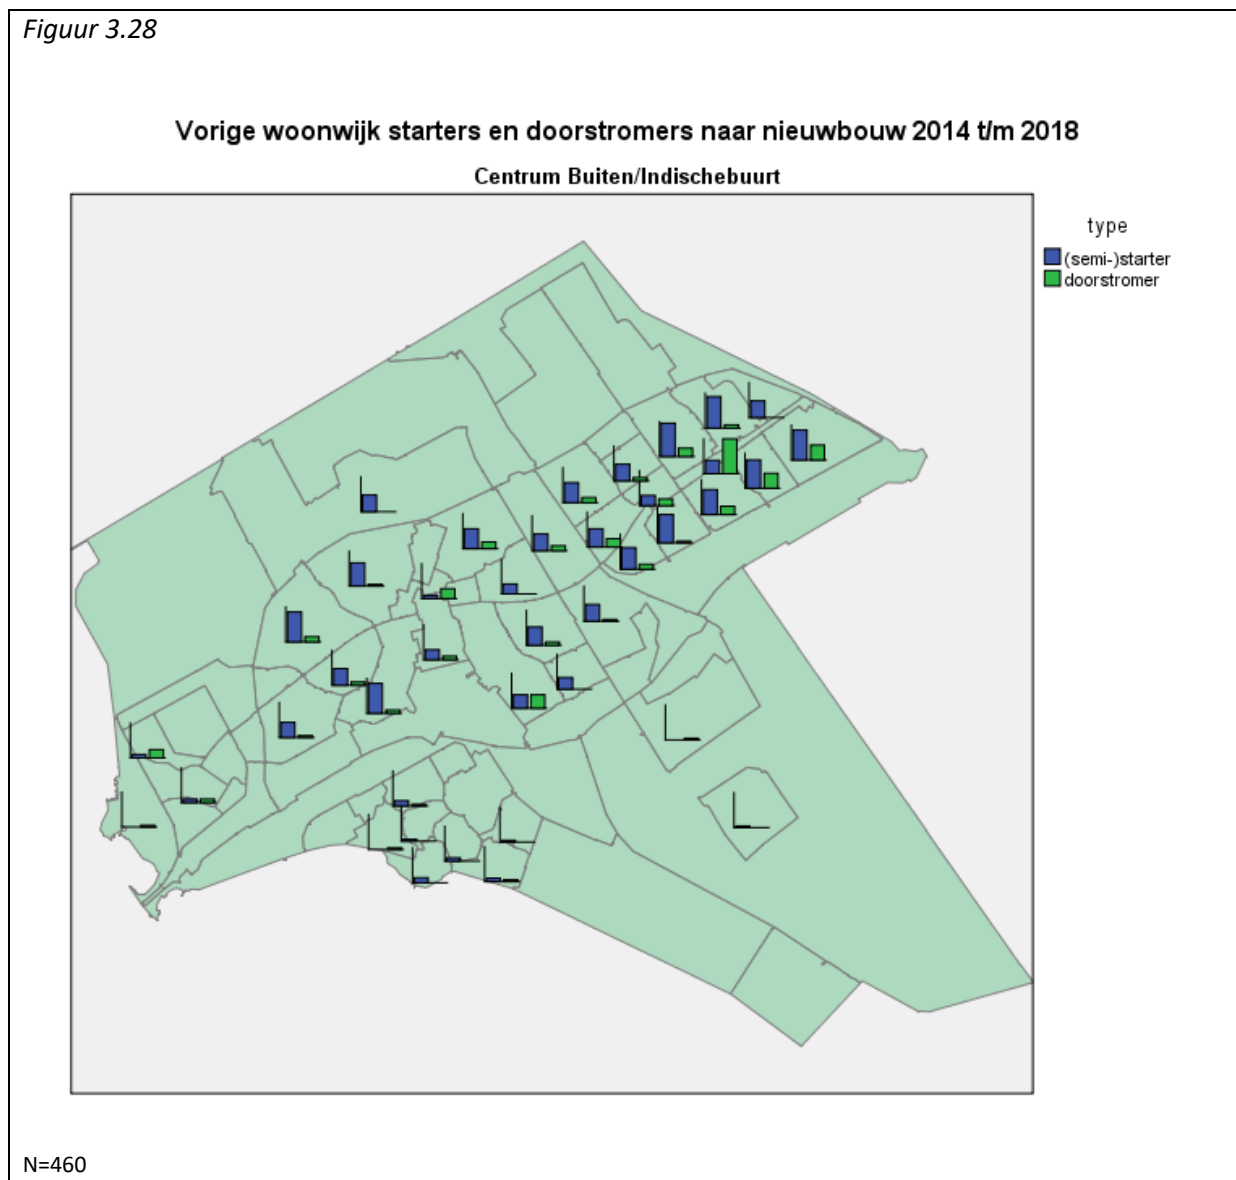 Figuur 3.28
Vorige woonwijk starters en doorstromers naar nieuwbouw 2014 t/m 2018
Centrum Buiten/Indischebuurt
type
(semi-)starter
doorstromer
N=460